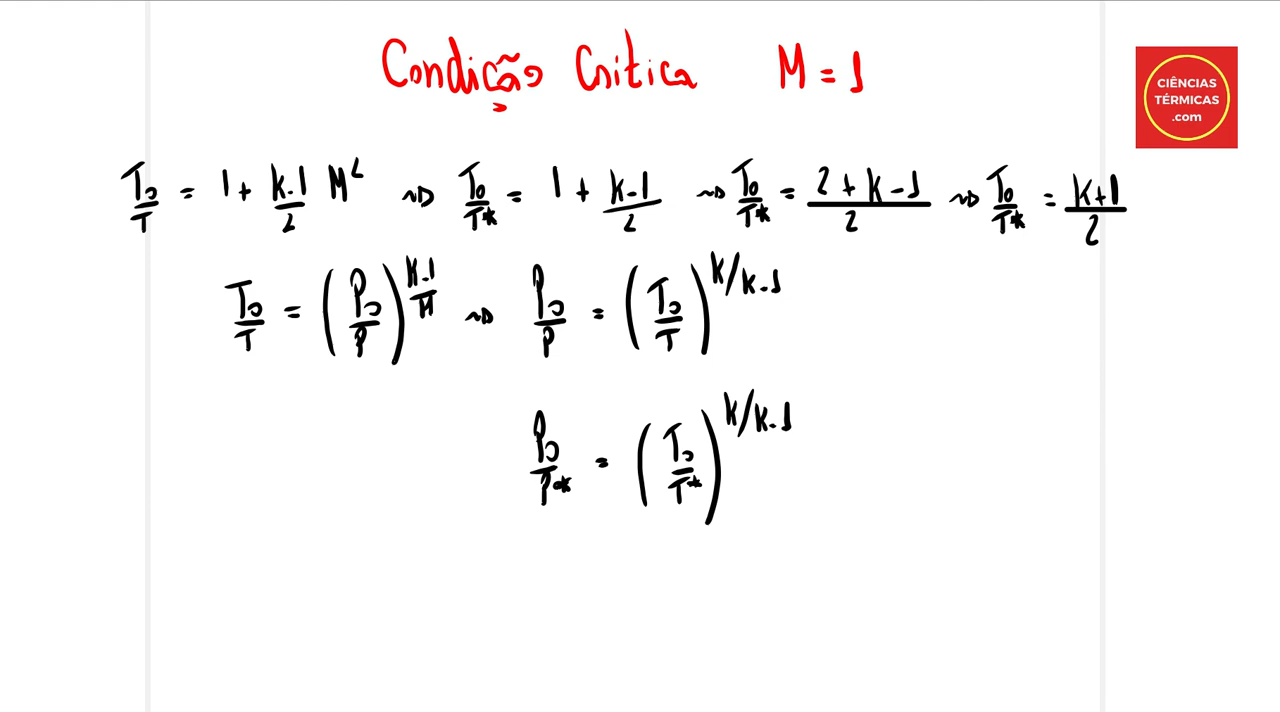 Condição Crítica M = 1
CIÊNCIAS
TÉRMICAS
.com
T₀/T = 1 + k-1/2 M² ⇝ T₀/T* = 1 + k-1/2 ⇝ T₀/T* = 2 + k - 1/2 ⇝ T₀/T* = k+1/2
T₀/T = (P₀/P)^k-1/k ⇝ P₀/P = (T₀/T)^k/k-1
P₀/P* = (T₀/T*)^k/k-1